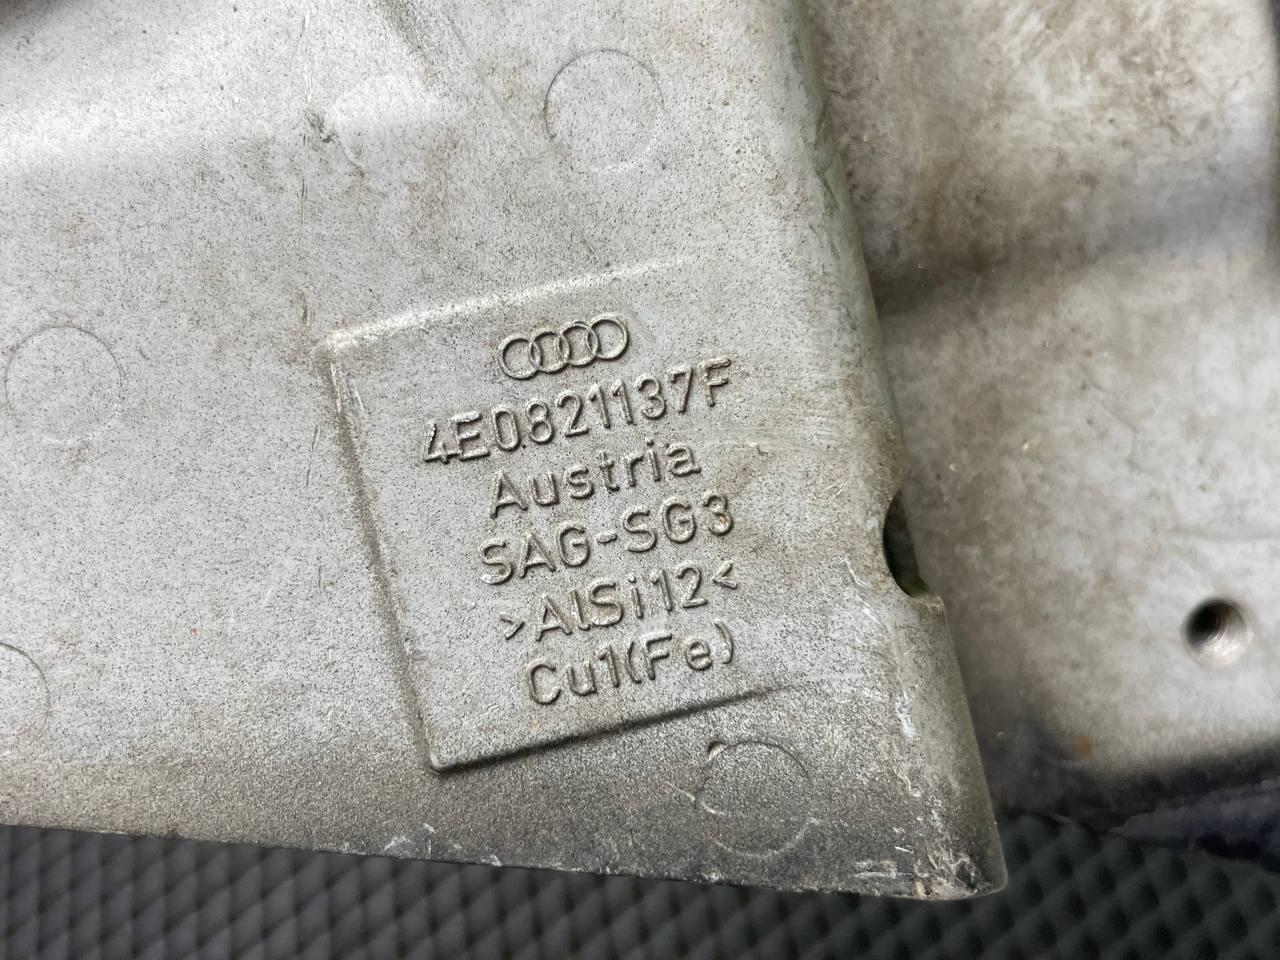 4E0821137F
Austria
SAG-SG3
>AlSi12<
Cu1(Fe)